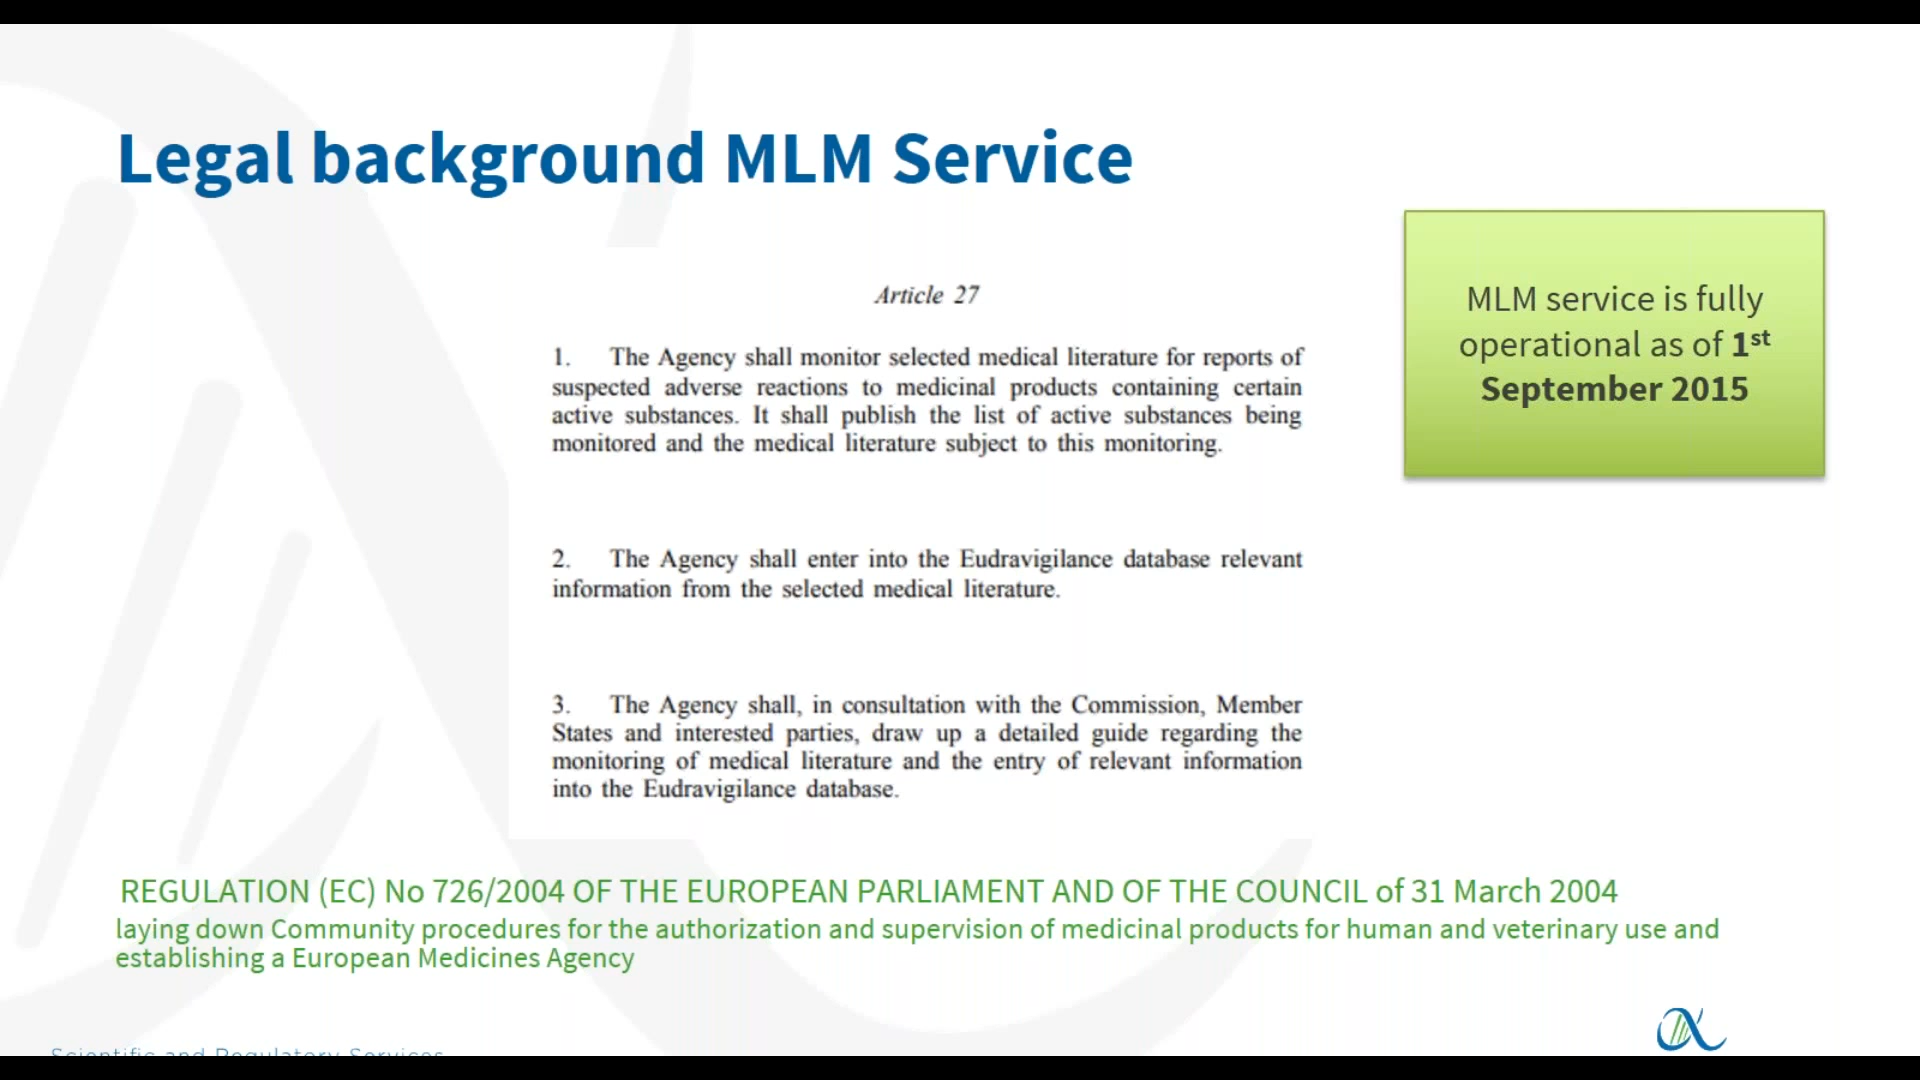 Legal background MLM Service
Article 27
1. The Agency shall monitor selected medical literature for reports of
suspected adverse reactions to medicinal products containing certain
active substances. It shall publish the list of active substances being
monitored and the medical literature subject to this monitoring.
MLM service is fully
operational as of 1st
September 2015
2. The Agency shall enter into the Eudravigilance database relevant
information from the selected medical literature.
3. The Agency shall, in consultation with the Commission, Member
States and interested parties, draw up a detailed guide regarding the
monitoring of medical literature and the entry of relevant information
into the Eudravigilance database.
REGULATION (EC) No 726/2004 OF THE EUROPEAN PARLIAMENT AND OF THE COUNCIL of 31 March 2004
laying down Community procedures for the authorization and supervision of medicinal products for human and veterinary use and
establishing a European Medicines Agency
Scientific and Regulatory Services